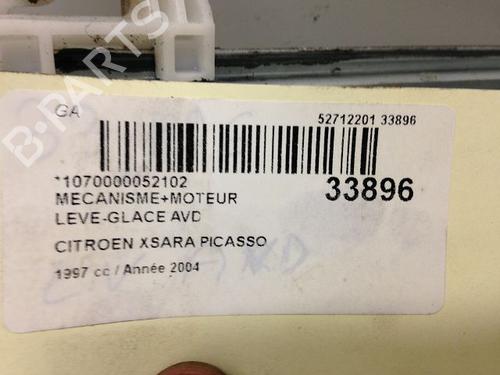 GA
52712201 33896
*1070000052102
33896
MECANISME+MOTEUR
LEVE-GLACE AVD
CITROEN XSARA PICASSO
1997 cc / Année 2004
B-PARTS